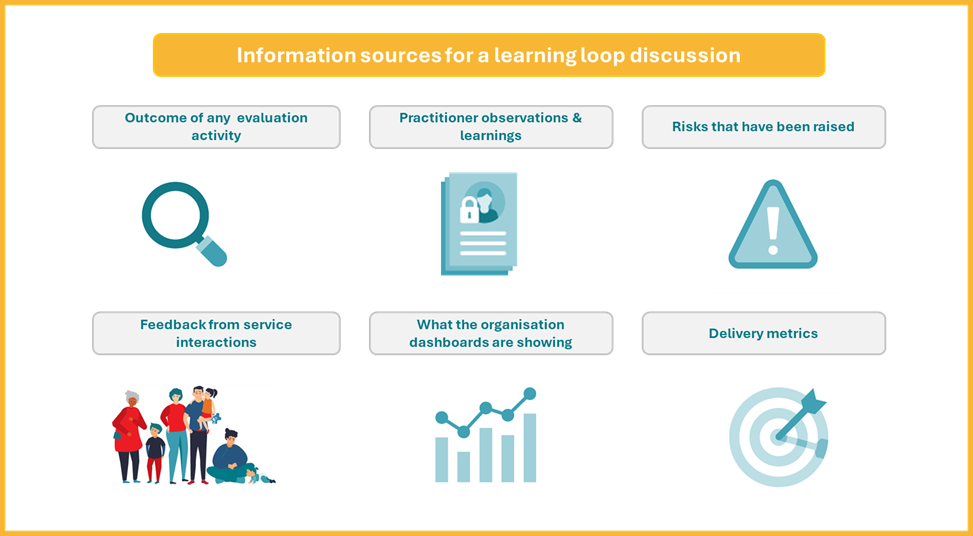 Information sources for a learning loop discussion
Outcome of any evaluation
activity
Practitioner observations &
learnings
Risks that have been raised
Feedback from service
interactions
What the organisation
dashboards are showing
Delivery metrics